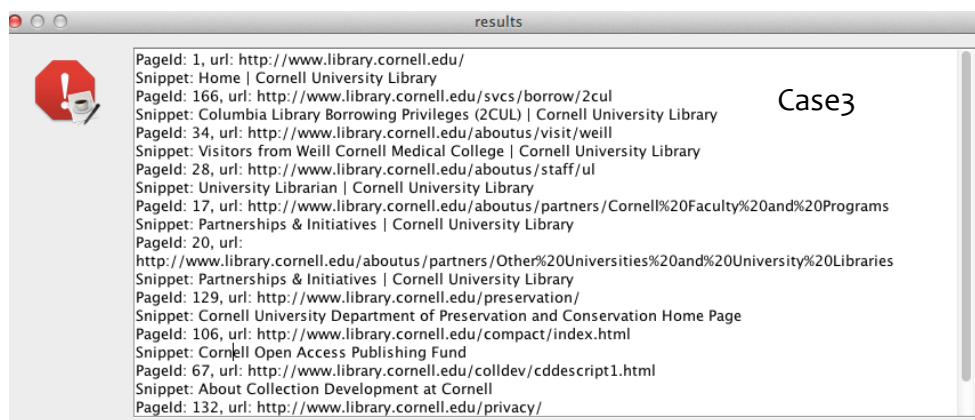 results
PageId: 1, url: http://www.library.cornell.edu/
Snippet: Home | Cornell University Library
PageId: 166, url: http://www.library.cornell.edu/svcs/borrow/2cul
Snippet: Columbia Library Borrowing Privileges (2CUL) | Cornell University Library
PageId: 34, url: http://www.library.cornell.edu/aboutus/visit/weill
Snippet: Visitors from Weill Cornell Medical College | Cornell University Library
PageId: 28, url: http://www.library.cornell.edu/aboutus/staff/ul
Snippet: University Librarian | Cornell University Library
PageId: 17, url: http://www.library.cornell.edu/aboutus/partners/Cornell%20Faculty%20and%20Programs
Snippet: Partnerships & Initiatives | Cornell University Library
PageId: 20, url:
http://www.library.cornell.edu/aboutus/partners/Other%20Universities%20and%20University%20Libraries
Snippet: Partnerships & Initiatives | Cornell University Library
PageId: 129, url: http://www.library.cornell.edu/preservation/
Snippet: Cornell University Department of Preservation and Conservation Home Page
PageId: 106, url: http://www.library.cornell.edu/compact/index.html
Snippet: Cornell Open Access Publishing Fund
PageId: 67, url: http://www.library.cornell.edu/colldev/cddescript1.html
Snippet: About Collection Development at Cornell
PageId: 132, url: http://www.library.cornell.edu/privacy/
Case3